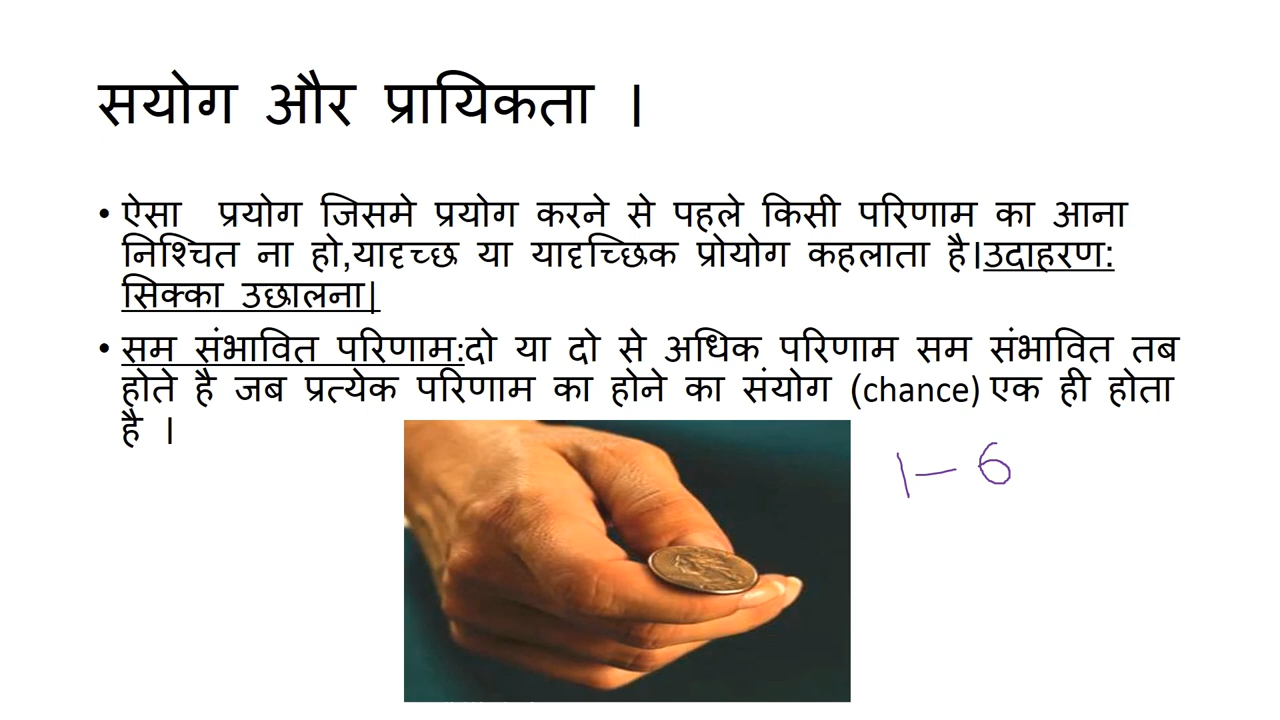 सयोग और प्रायिकता ।
• ऐसा प्रयोग जिसमे प्रयोग करने से पहले किसी परिणाम का आना
निश्चित ना हो,यादृच्छ या यादृच्छिक प्रोयोग कहलाता है।उदाहरण:
सिक्का उछालना|
• सम संभावित परिणाम:दो या दो से अधिक परिणाम सम संभावित तब
होते है जब प्रत्येक परिणाम का होने का संयोग (chance) एक ही होता
है ।
1 – 6